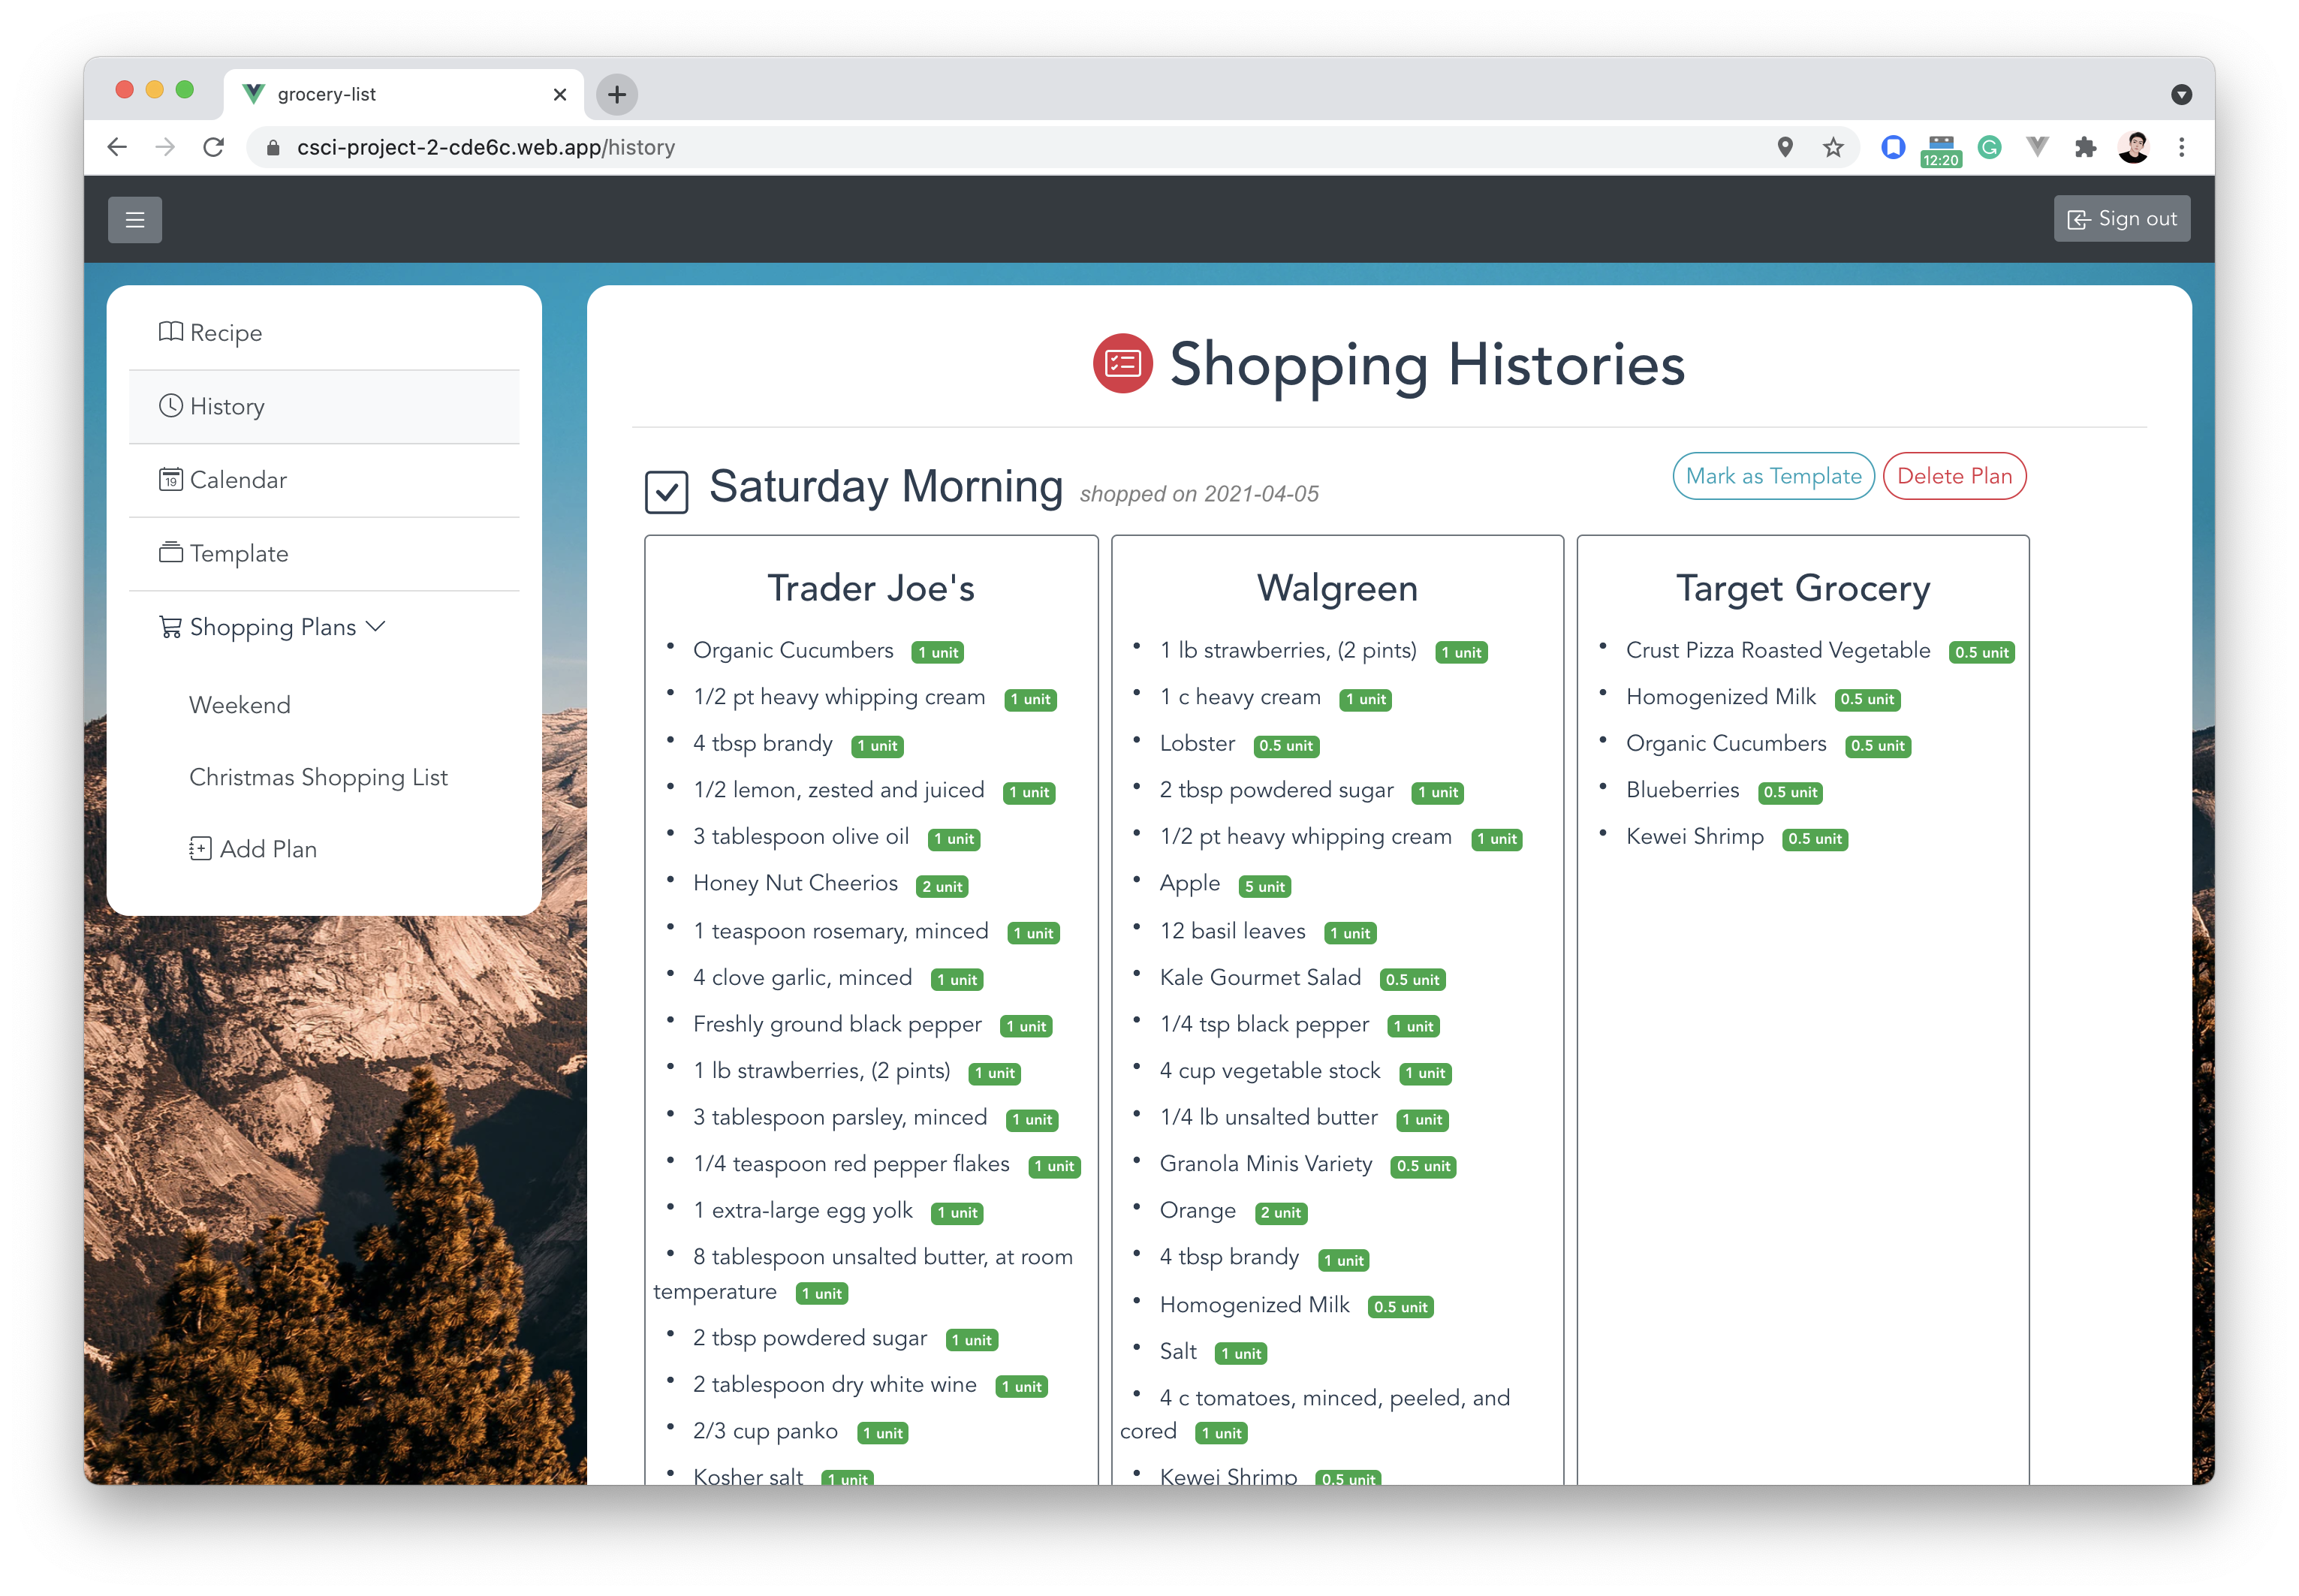 grocery-list
csci-project-2-cde6c.web.app/history
12:20
Sign out
Recipe
History
19
Calendar
Template
Shopping Plans
Weekend
Christmas Shopping List
Add Plan
Shopping Histories
Saturday Morning shopped on 2021-04-05
Mark as Template
Delete Plan
Trader Joe's
Organic Cucumbers 1 unit
1/2 pt heavy whipping cream 1 unit
4 tbsp brandy 1 unit
1/2 lemon, zested and juiced 1 unit
3 tablespoon olive oil 1 unit
Honey Nut Cheerios 2 unit
1 teaspoon rosemary, minced 1 unit
4 clove garlic, minced 1 unit
Freshly ground black pepper 1 unit
1 lb strawberries, (2 pints) 1 unit
3 tablespoon parsley, minced 1 unit
1/4 teaspoon red pepper flakes 1 unit
1 extra-large egg yolk 1 unit
8 tablespoon unsalted butter, at room
temperature 1 unit
2 tbsp powdered sugar 1 unit
2 tablespoon dry white wine 1 unit
2/3 cup panko 1 unit
Kosher salt 1 unit
Walgreen
1 lb strawberries, (2 pints) 1 unit
1 c heavy cream 1 unit
Lobster 0.5 unit
2 tbsp powdered sugar 1 unit
1/2 pt heavy whipping cream 1 unit
Apple 5 unit
12 basil leaves 1 unit
Kale Gourmet Salad 0.5 unit
1/4 tsp black pepper 1 unit
4 cup vegetable stock 1 unit
1/4 lb unsalted butter 1 unit
Granola Minis Variety 0.5 unit
Orange 2 unit
4 tbsp brandy 1 unit
Homogenized Milk 0.5 unit
Salt 1 unit
4 c tomatoes, minced, peeled, and
cored 1 unit
Kewei Shrimp 0.5 unit
Target Grocery
Crust Pizza Roasted Vegetable 0.5 unit
Homogenized Milk 0.5 unit
Organic Cucumbers 0.5 unit
Blueberries 0.5 unit
Kewei Shrimp 0.5 unit